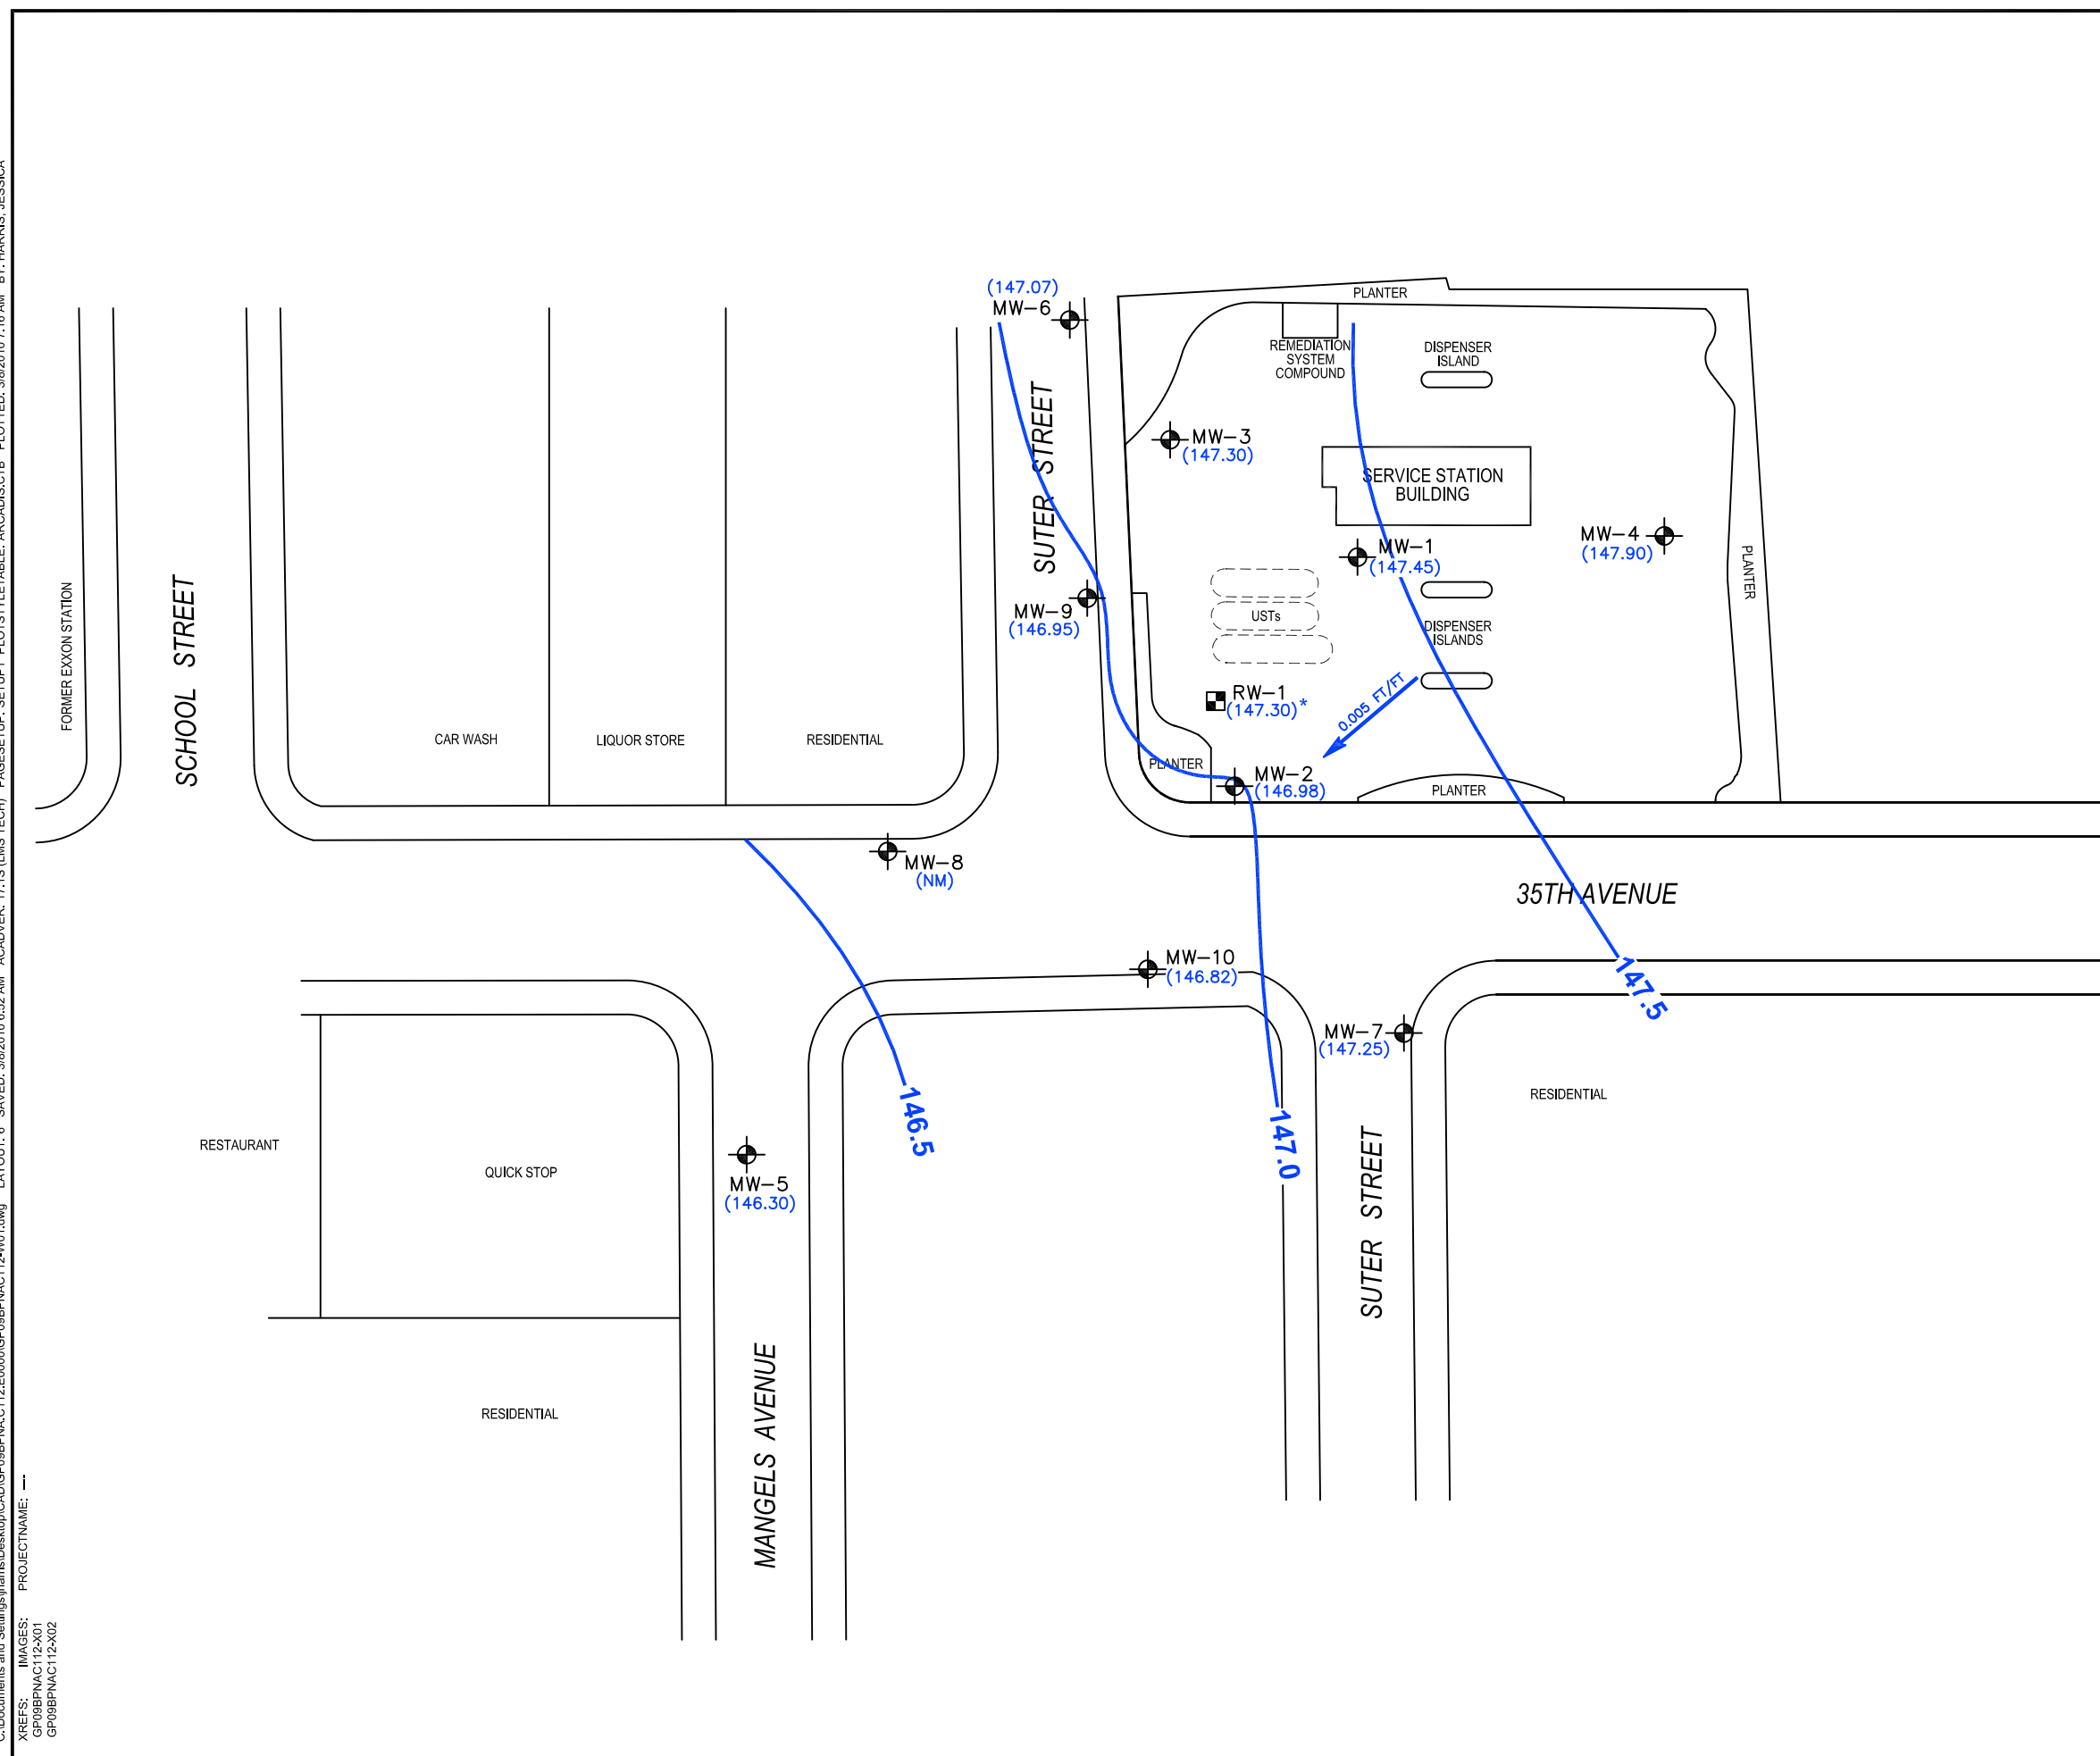 (147.07)
MW-6
PLANTER
REMEDIATION
SYSTEM
COMPOUND
DISPENSER
ISLAND
SUTER STREET
MW-3
(147.30)
SERVICE STATION
BUILDING
MW-4
(147.90)
PLANTER
MW-1
(147.45)
MW-9
(146.95)
USTs
DISPENSER
ISLANDS
FORMER EXXON STATION
SCHOOL STREET
CAR WASH
LIQUOR STORE
RESIDENTIAL
RW-1
(147.30)*
0.005 FT/FT
PLANTER
MW-2
(146.98)
PLANTER
MW-8
(NM)
35TH AVENUE
MW-10
(146.82)
147.5
MW-7
(147.25)
RESIDENTIAL
146.5
147.0
RESTAURANT
QUICK STOP
MW-5
(146.30)
SUTER STREET
MANGELS AVENUE
RESIDENTIAL
XREFS: IMAGES: PROJECTNAME: ----
GP09BPNAC112-X01
GP09BPNAC112-X02